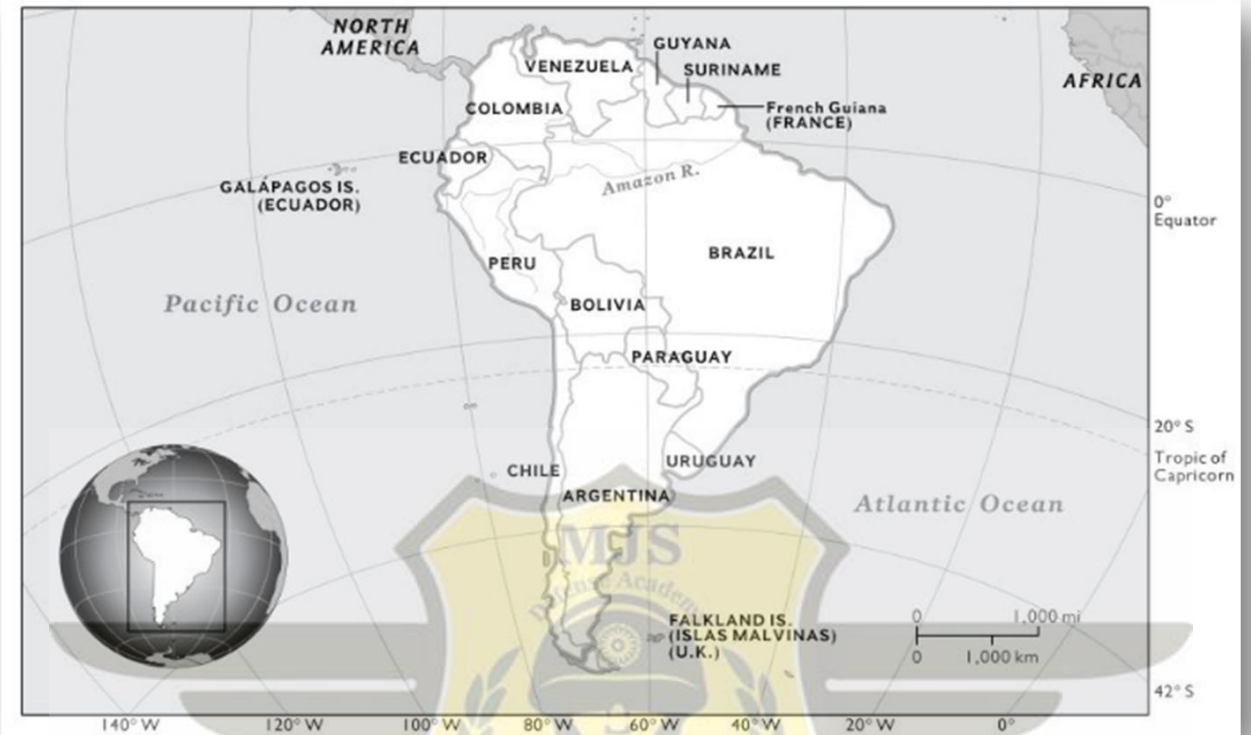 NORTH
AMERICA
GUYANA
VENEZUELA
SURINAME
AFRICA
COLOMBIA
French Guiana
(FRANCE)
ECUADOR
GALÁPAGOS IS.
(ECUADOR)
Amazon R.
0°
Equator
BRAZIL
PERU
Pacific Ocean
BOLIVIA
PARAGUAY
20° S
Tropic of
Capricorn
CHILE
URUGUAY
ARGENTINA
Atlantic Ocean
MJS
Defense Academy
FALKLAND IS.
(ISLAS MALVINAS)
(U.K.)
0 1,000 mi
0 1,000 km
42° S
140° W 120° W 100° W 80° W 60° W 40° W 20° W 0°